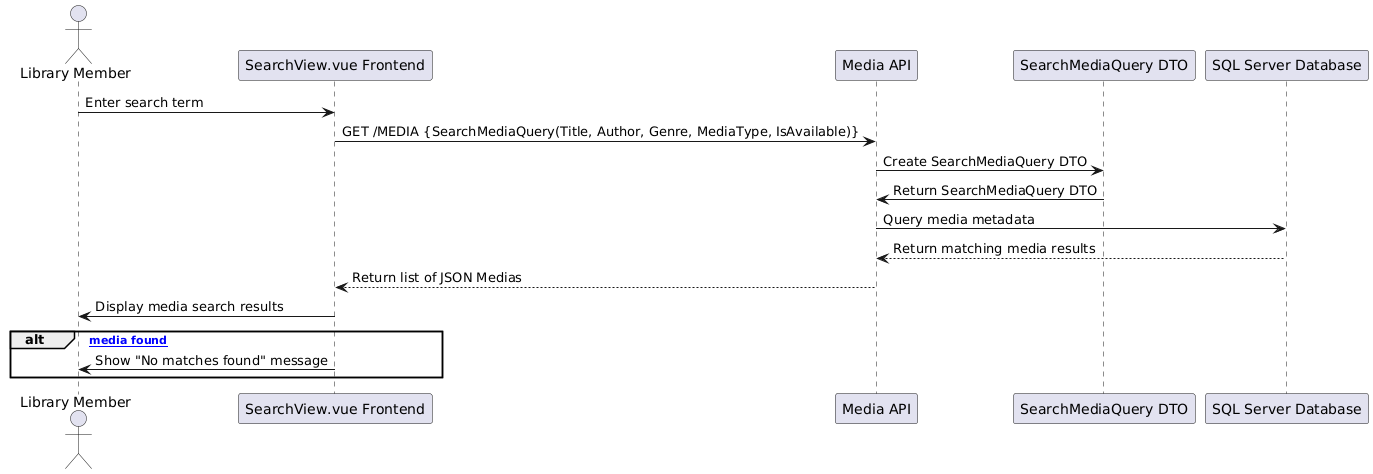 Library Member
SearchView.vue Frontend
Media API
SearchMediaQuery DTO
SQL Server Database
Enter search term
GET /MEDIA {SearchMediaQuery(Title, Author, Genre, MediaType, IsAvailable)}
Create SearchMediaQuery DTO
Return SearchMediaQuery DTO
Query media metadata
Return matching media results
Return list of JSON Medias
Display media search results
alt
media found
Show "No matches found" message
Library Member
SearchView.vue Frontend
Media API
SearchMediaQuery DTO
SQL Server Database